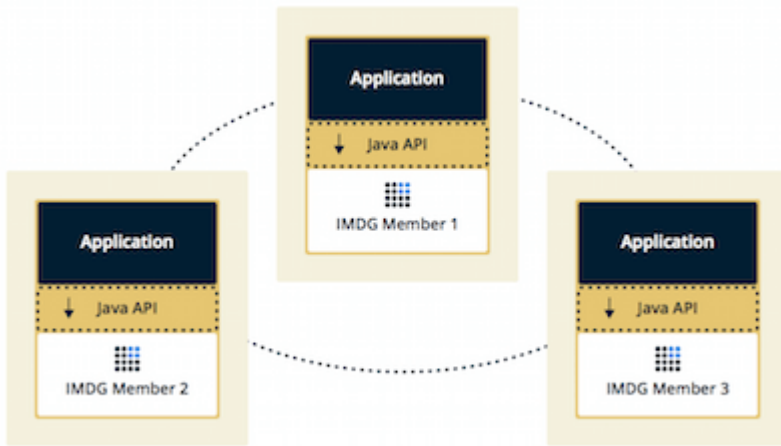 Application
Java API
IMDG Member 1
Application
Java API
IMDG Member 2
Application
Java API
IMDG Member 3